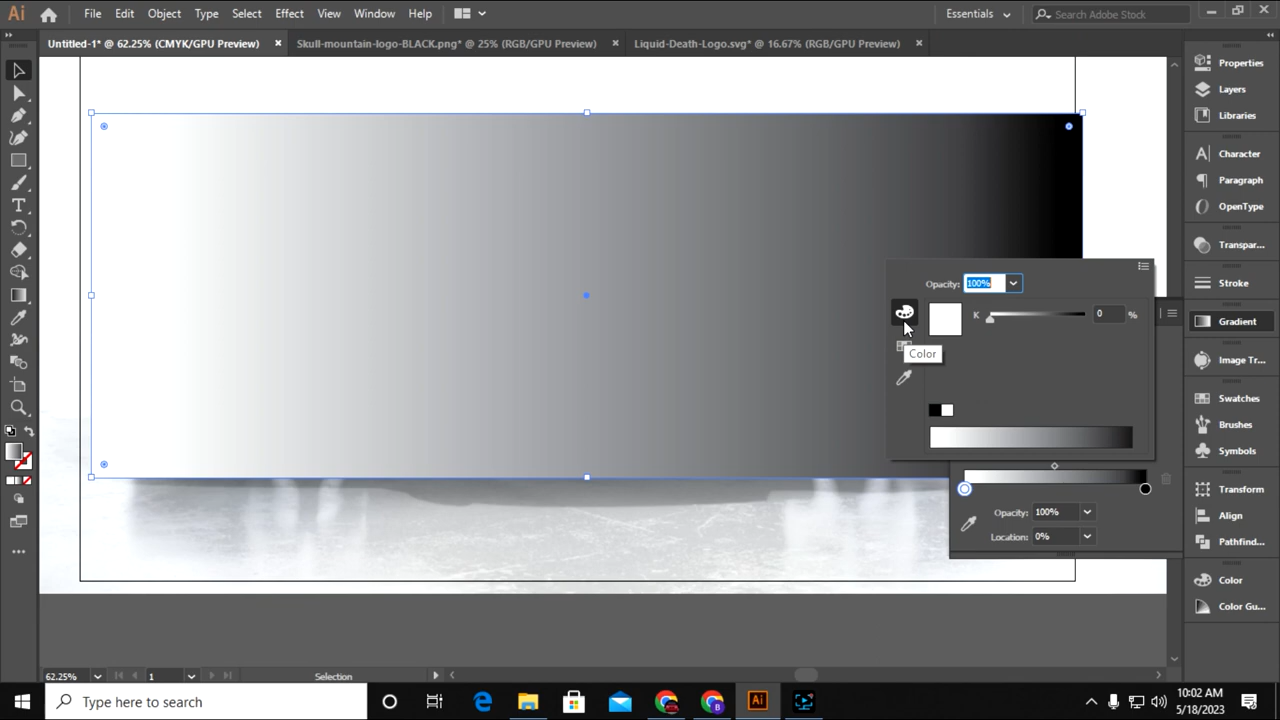 Ai File Edit Object Type Select Effect View Window Help Essentials Search Adobe Stock
Untitled-1* @ 62.25% (CMYK/GPU Preview) × Skull-mountain-logo-BLACK.png* @ 25% (RGB/GPU Preview) × Liquid-Death-Logo.svg* @ 16.67% (RGB/GPU Preview) ×
Properties
Layers
Libraries
Character
Paragraph
OpenType
Transpar...
Stroke
Gradient
Image Tr...
Swatches
Brushes
Symbols
Transform
Align
Pathfind...
Color
Color Gu...
Opacity: 100%
K 0 %
Color
Opacity: 100%
Location: 0%
62.25% 1 Selection
Type here to search
Ai
10:02 AM
5/18/2023